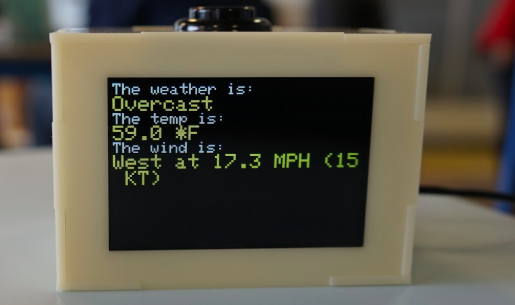 The weather is:
Overcast
The temp is:
59.0 *F
The wind is:
West at 17.3 MPH (15
KT)